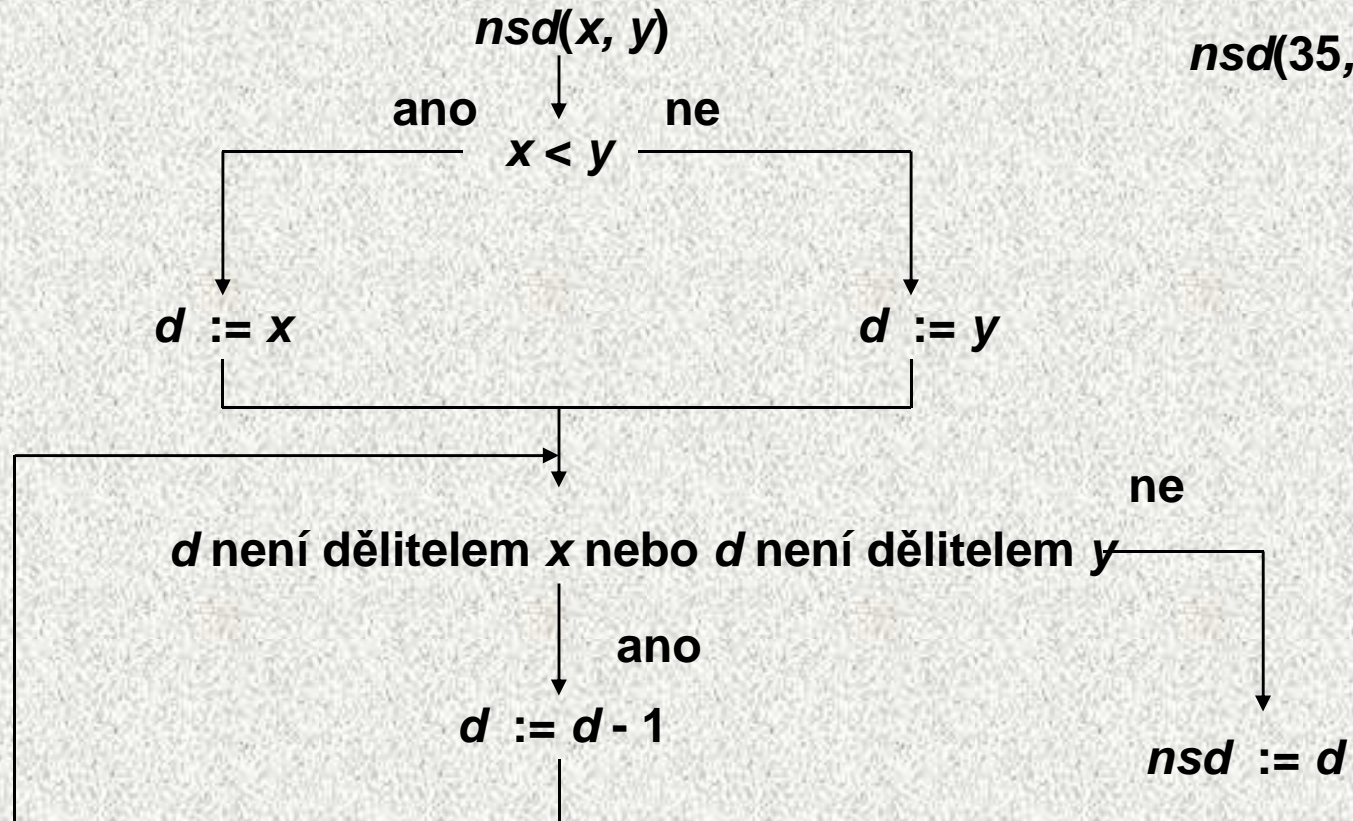 nsd(x, y)
nsd(35,
ano
ne
x < y
d := x
d := y
ne
d není dělitelem x nebo d není dělitelem y
ano
d := d - 1
nsd := d